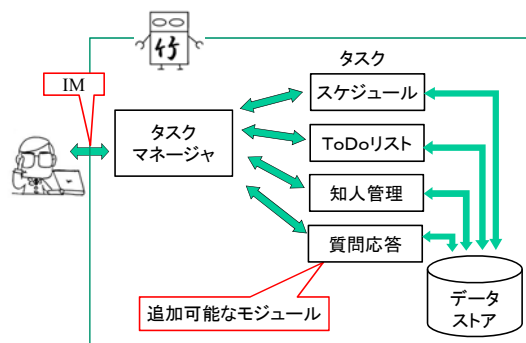 竹
IM
タスク
スケジュール
タスク
マネージャ
ToDoリスト
知人管理
質問応答
追加可能なモジュール
データ
ストア